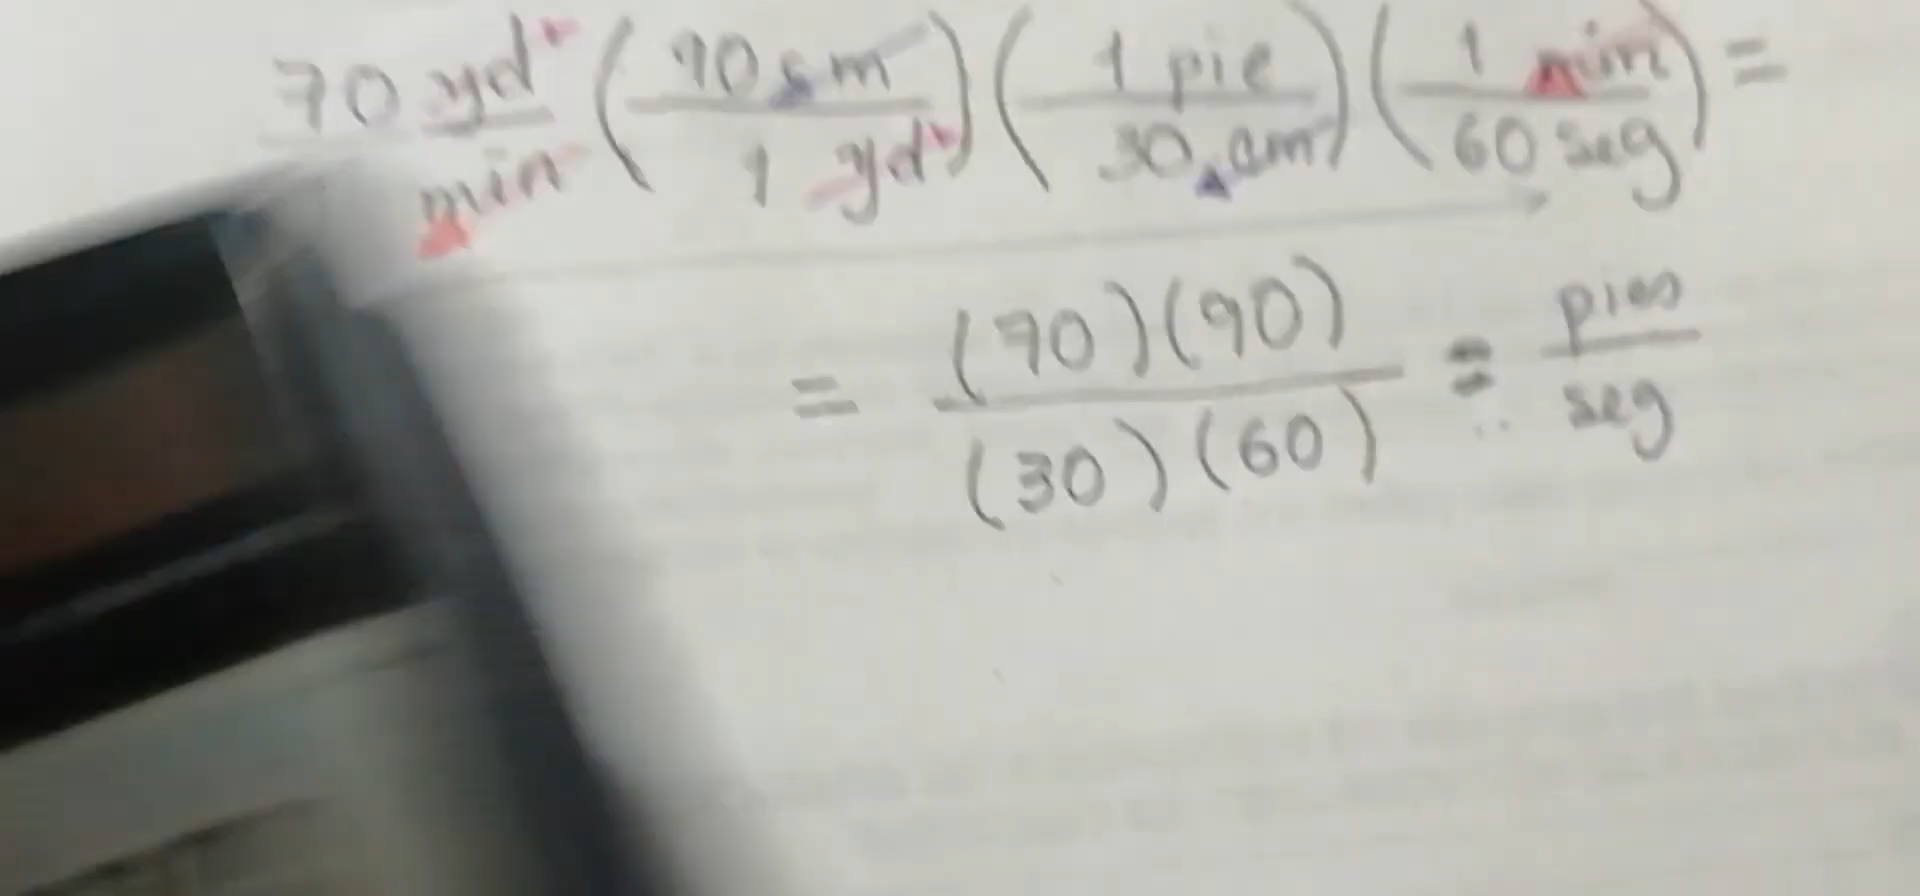 70 yd/min (90 cm / 1 yd) (1 pie / 30 cm) (1 min / 60 seg) =
= (70)(90) / (30)(60) = pies/seg